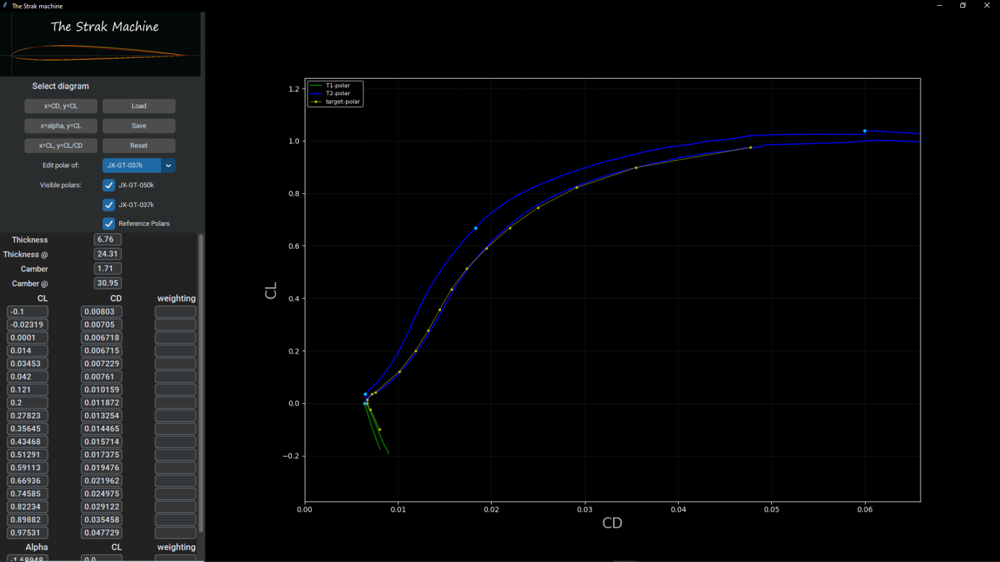 The Strak machine
The Strak Machine
Select diagram
x=CD, y=CL Load
x=alpha, y=CL Save
x=CL, y=CL/CD Reset
Edit polar of: JX-GT-037k
Visible polars: JX-GT-050k
JX-GT-037k
Reference Polars
Thickness 6.76
Thickness @ 24.31
Camber 1.71
Camber @ 30.95
CL CD weighting
-0.1 0.00803
-0.02319 0.00705
0.0001 0.006718
0.014 0.006715
0.03453 0.007229
0.042 0.00761
0.121 0.010159
0.2 0.011872
0.27823 0.013254
0.35645 0.014465
0.43468 0.015714
0.51291 0.017375
0.59113 0.019476
0.66936 0.021962
0.74585 0.024975
0.82234 0.029122
0.89882 0.035458
0.97531 0.047729
Alpha CL weighting
-1.68948 0.0
T1-polar
T2-polar
target-polar
1.2
1.0
0.8
0.6
0.4
0.2
0.0
−0.2
CL
0.00 0.01 0.02 0.03 0.04 0.05 0.06
CD